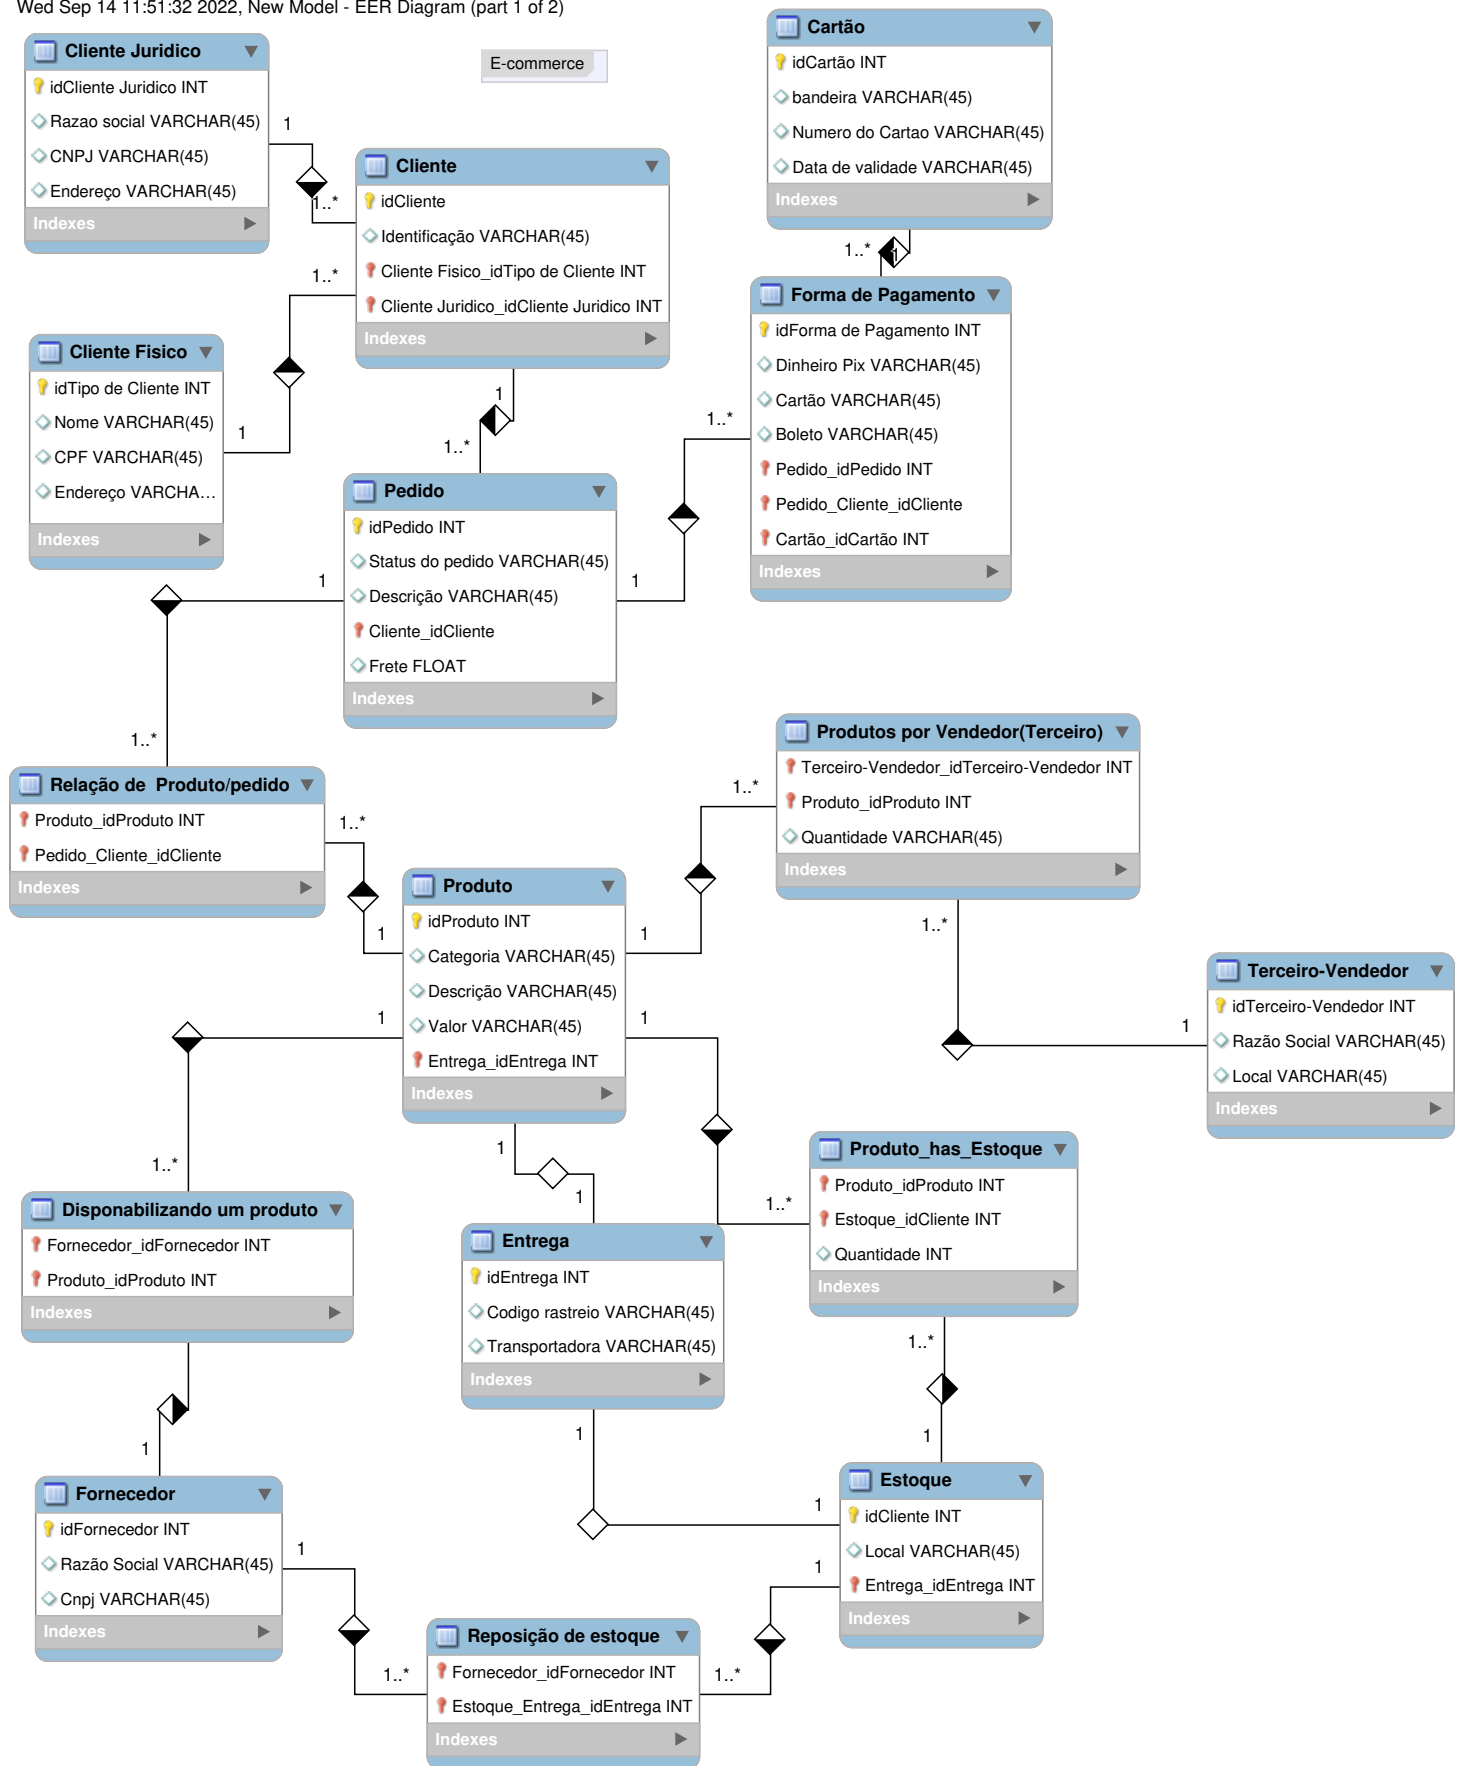 Wed Sep 14 11:51:32 2022, New Model - EER Diagram (part 1 of 2)
E-commerce
Cliente Juridico
idCliente Juridico INT
Razao social VARCHAR(45)
CNPJ VARCHAR(45)
Endereço VARCHAR(45)
Indexes
1
1..*
Cliente
idCliente
Identificação VARCHAR(45)
Cliente Fisico_idTipo de Cliente INT
Cliente Juridico_idCliente Juridico INT
Indexes
1..*
1
Cartão
idCartão INT
bandeira VARCHAR(45)
Numero do Cartao VARCHAR(45)
Data de validade VARCHAR(45)
Indexes
1..*
1
Forma de Pagamento
idForma de Pagamento INT
Dinheiro Pix VARCHAR(45)
Cartão VARCHAR(45)
Boleto VARCHAR(45)
Pedido_idPedido INT
Pedido_Cliente_idCliente
Cartão_idCartão INT
Indexes
Cliente Fisico
idTipo de Cliente INT
Nome VARCHAR(45)
CPF VARCHAR(45)
Endereço VARCHA...
Indexes
1
1..*
1..*
Pedido
idPedido INT
Status do pedido VARCHAR(45)
Descrição VARCHAR(45)
Cliente_idCliente
Frete FLOAT
Indexes
1
1
1..*
Relação de  Produto/pedido
Produto_idProduto INT
Pedido_Cliente_idCliente
Indexes
1..*
1
Produto
idProduto INT
Categoria VARCHAR(45)
Descrição VARCHAR(45)
Valor VARCHAR(45)
Entrega_idEntrega INT
Indexes
1
1..*
Produtos por Vendedor(Terceiro)
Terceiro-Vendedor_idTerceiro-Vendedor INT
Produto_idProduto INT
Quantidade VARCHAR(45)
Indexes
1..*
1
Terceiro-Vendedor
idTerceiro-Vendedor INT
Razão Social VARCHAR(45)
Local VARCHAR(45)
Indexes
1
1
1..*
1
1
1..*
Disponabilizando um produto
Fornecedor_idFornecedor INT
Produto_idProduto INT
Indexes
1
Entrega
idEntrega INT
Codigo rastreio VARCHAR(45)
Transportadora VARCHAR(45)
Indexes
1
1
Produto_has_Estoque
Produto_idProduto INT
Estoque_idCliente INT
Quantidade INT
Indexes
1..*
1
Fornecedor
idFornecedor INT
Razão Social VARCHAR(45)
Cnpj VARCHAR(45)
Indexes
1
1..*
Estoque
idCliente INT
Local VARCHAR(45)
Entrega_idEntrega INT
Indexes
1
1..*
Reposição de estoque
Fornecedor_idFornecedor INT
Estoque_Entrega_idEntrega INT
Indexes